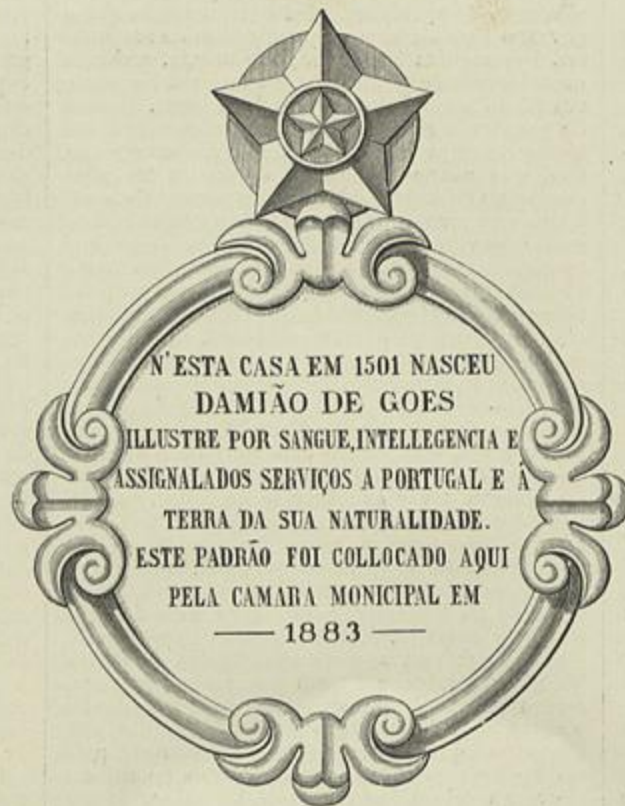 N'ESTA CASA EM 1501 NASCEU
DAMIÃO DE GOES
ILLUSTRE POR SANGUE, INTELLEGENCIA E
ASSIGNALADOS SERVIÇOS A PORTUGAL E Á
TERRA DA SUA NATURALIDADE.
ESTE PADRÃO FOI COLLOCADO AQUI
PELA CAMARA MONICIPAL EM
— 1883 —